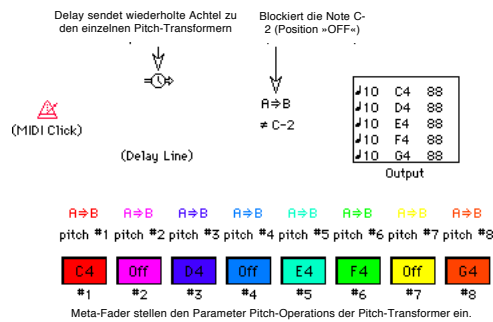 Delay sendet wiederholte Achtel zu
den einzelnen Pitch-Transformern
Blockiert die Note C-
2 (Position »OFF«)
A⇒B
≠ C-2
(MIDI Click)
(Delay Line)
♩10 C4 88
♩10 D4 88
♩10 E4 88
♩10 F4 88
♩10 G4 88
Output
A⇒B A⇒B A⇒B A⇒B A⇒B A⇒B A⇒B A⇒B
pitch #1 pitch #2 pitch #3 pitch #4 pitch #5 pitch #6 pitch #7 pitch #8
C4 Off D4 Off E4 F4 Off G4
#1 #2 #3 #4 #5 #6 #7 #8
Meta-Fader stellen den Parameter Pitch-Operations der Pitch-Transformer ein.